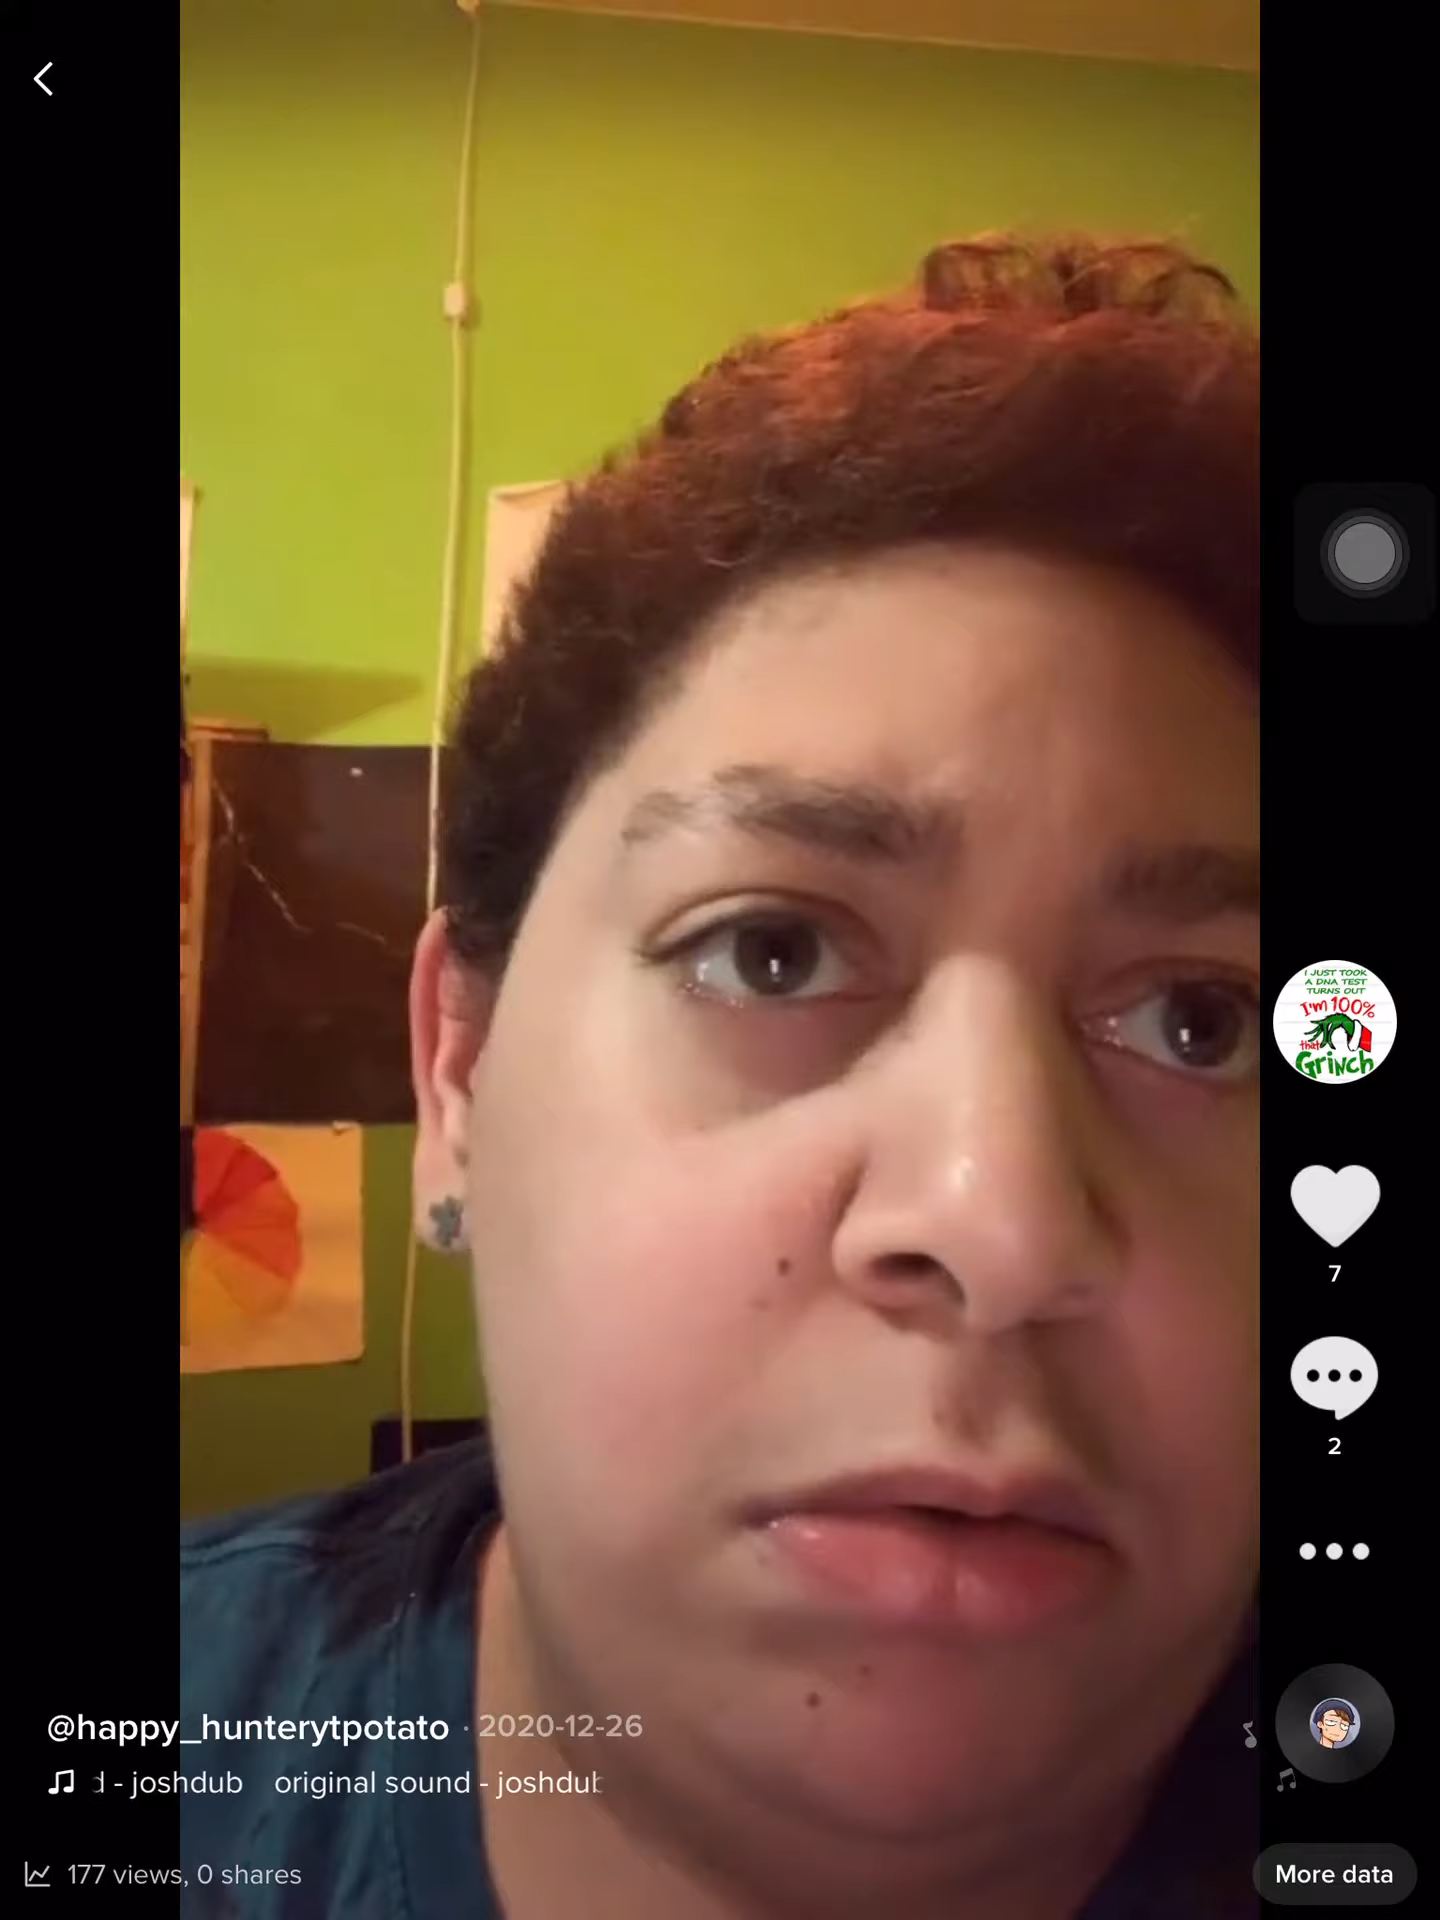 I JUST TOOK
A DNA TEST
TURNS OUT
I'm 100%
that
GRINCH
7
2
@happy_hunterytpotato · 2020-12-26
d - joshdub original sound - joshdub
177 views, 0 shares
More data